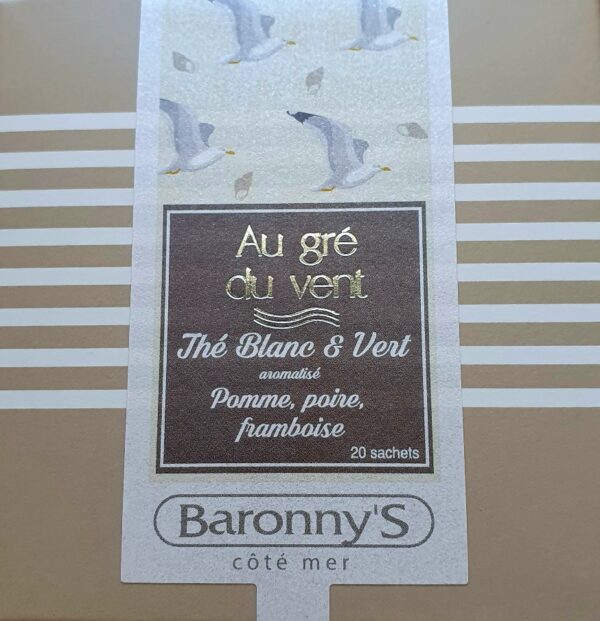 Au gré
du vent
Thé Blanc & Vert
aromatisé
Pomme, poire,
framboise
20 sachets
Baronny'S
côté mer